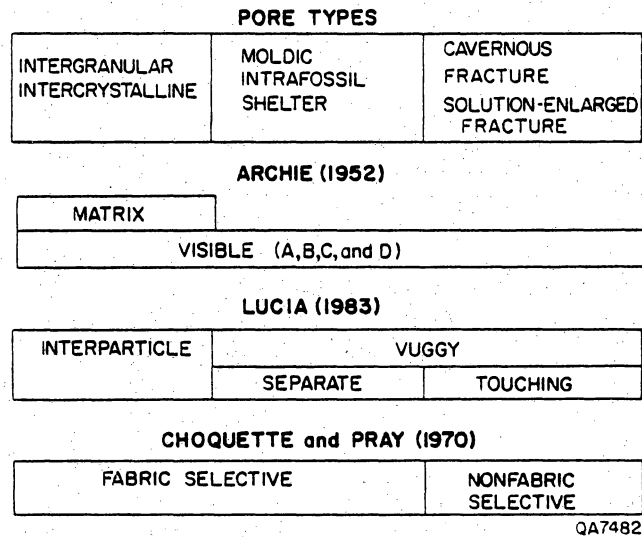 PORE TYPES
INTERGRANULAR
INTERCRYSTALLINE
MOLDIC
INTRAFOSSIL
SHELTER
CAVERNOUS
FRACTURE
SOLUTION-ENLARGED
FRACTURE
ARCHIE (1952)
MATRIX
VISIBLE (A,B,C,and D)
LUCIA (1983)
INTERPARTICLE
VUGGY
SEPARATE
TOUCHING
CHOQUETTE and PRAY (1970)
FABRIC SELECTIVE
NONFABRIC
SELECTIVE
QA7482